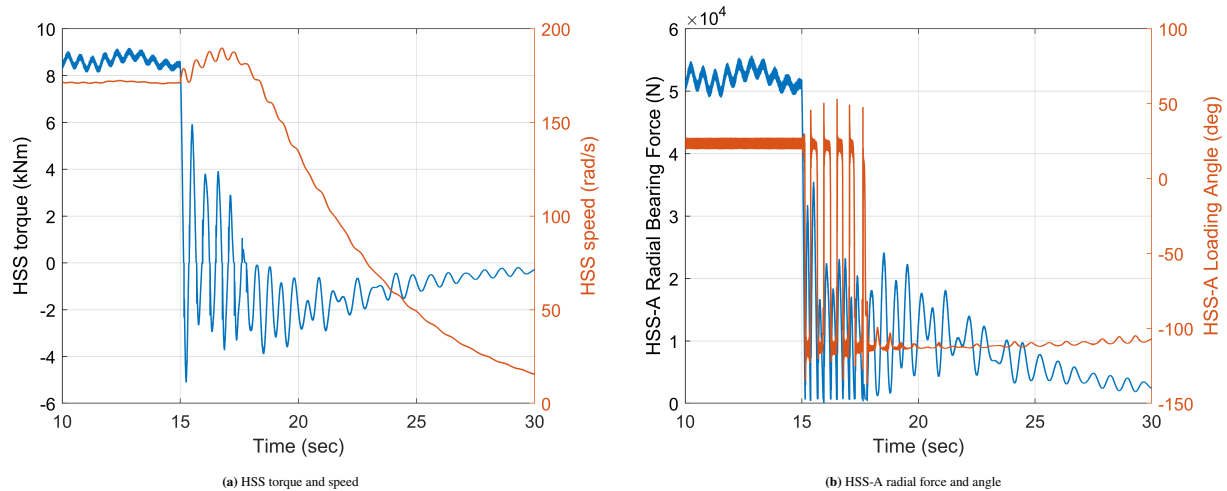 10
8
6
4
2
0
-2
-4
-6
HSS torque (kNm)
200
150
100
50
0
HSS speed (rad/s)
10 15 20 25 30
Time (sec)
(a) HSS torque and speed
×10⁴
6
5
4
3
2
1
0
HSS-A Radial Bearing Force (N)
100
50
0
-50
-100
-150
HSS-A Loading Angle (deg)
10 15 20 25 30
Time (sec)
(b) HSS-A radial force and angle